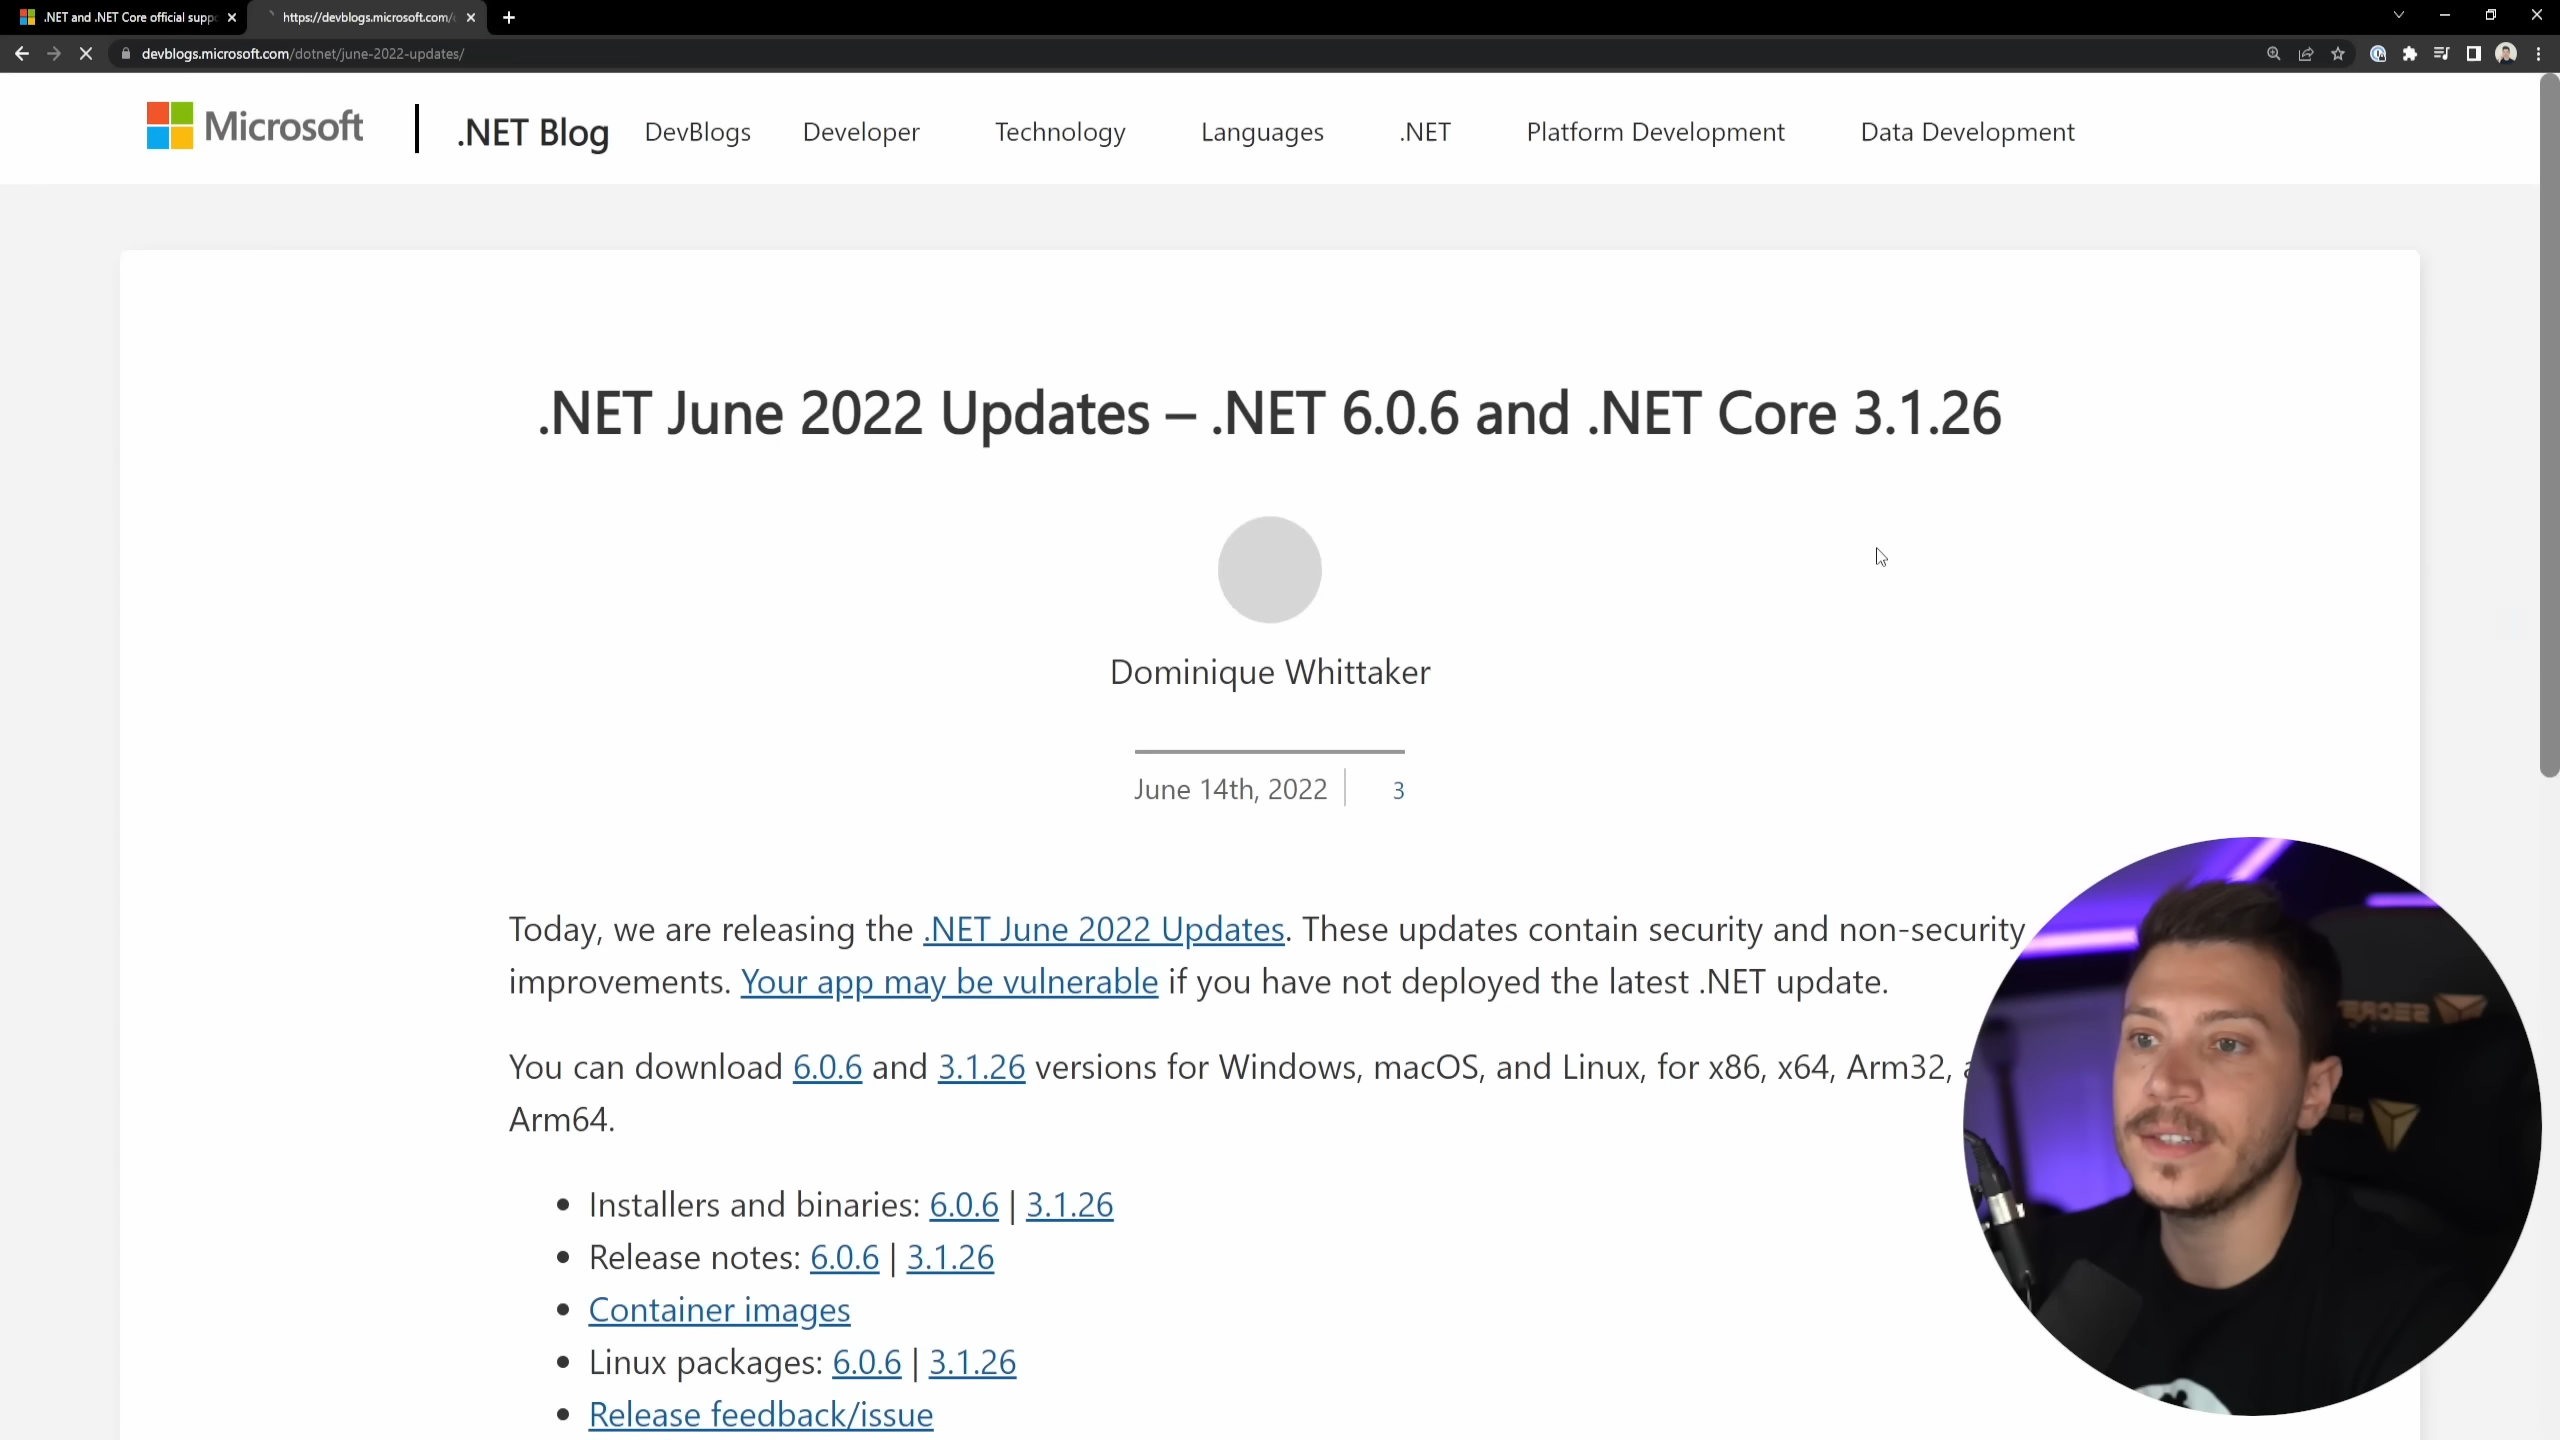 .NET and .NET Core official suppo
https://devblogs.microsoft.com/
devblogs.microsoft.com/dotnet/june-2022-updates/
Microsoft
.NET Blog
DevBlogs
Developer
Technology
Languages
.NET
Platform Development
Data Development
.NET June 2022 Updates – .NET 6.0.6 and .NET Core 3.1.26
Dominique Whittaker
June 14th, 2022
3
Today, we are releasing the .NET June 2022 Updates. These updates contain security and non-security
improvements. Your app may be vulnerable if you have not deployed the latest .NET update.
You can download 6.0.6 and 3.1.26 versions for Windows, macOS, and Linux, for x86, x64, Arm32,
Arm64.
• Installers and binaries: 6.0.6 | 3.1.26
• Release notes: 6.0.6 | 3.1.26
• Container images
• Linux packages: 6.0.6 | 3.1.26
• Release feedback/issue